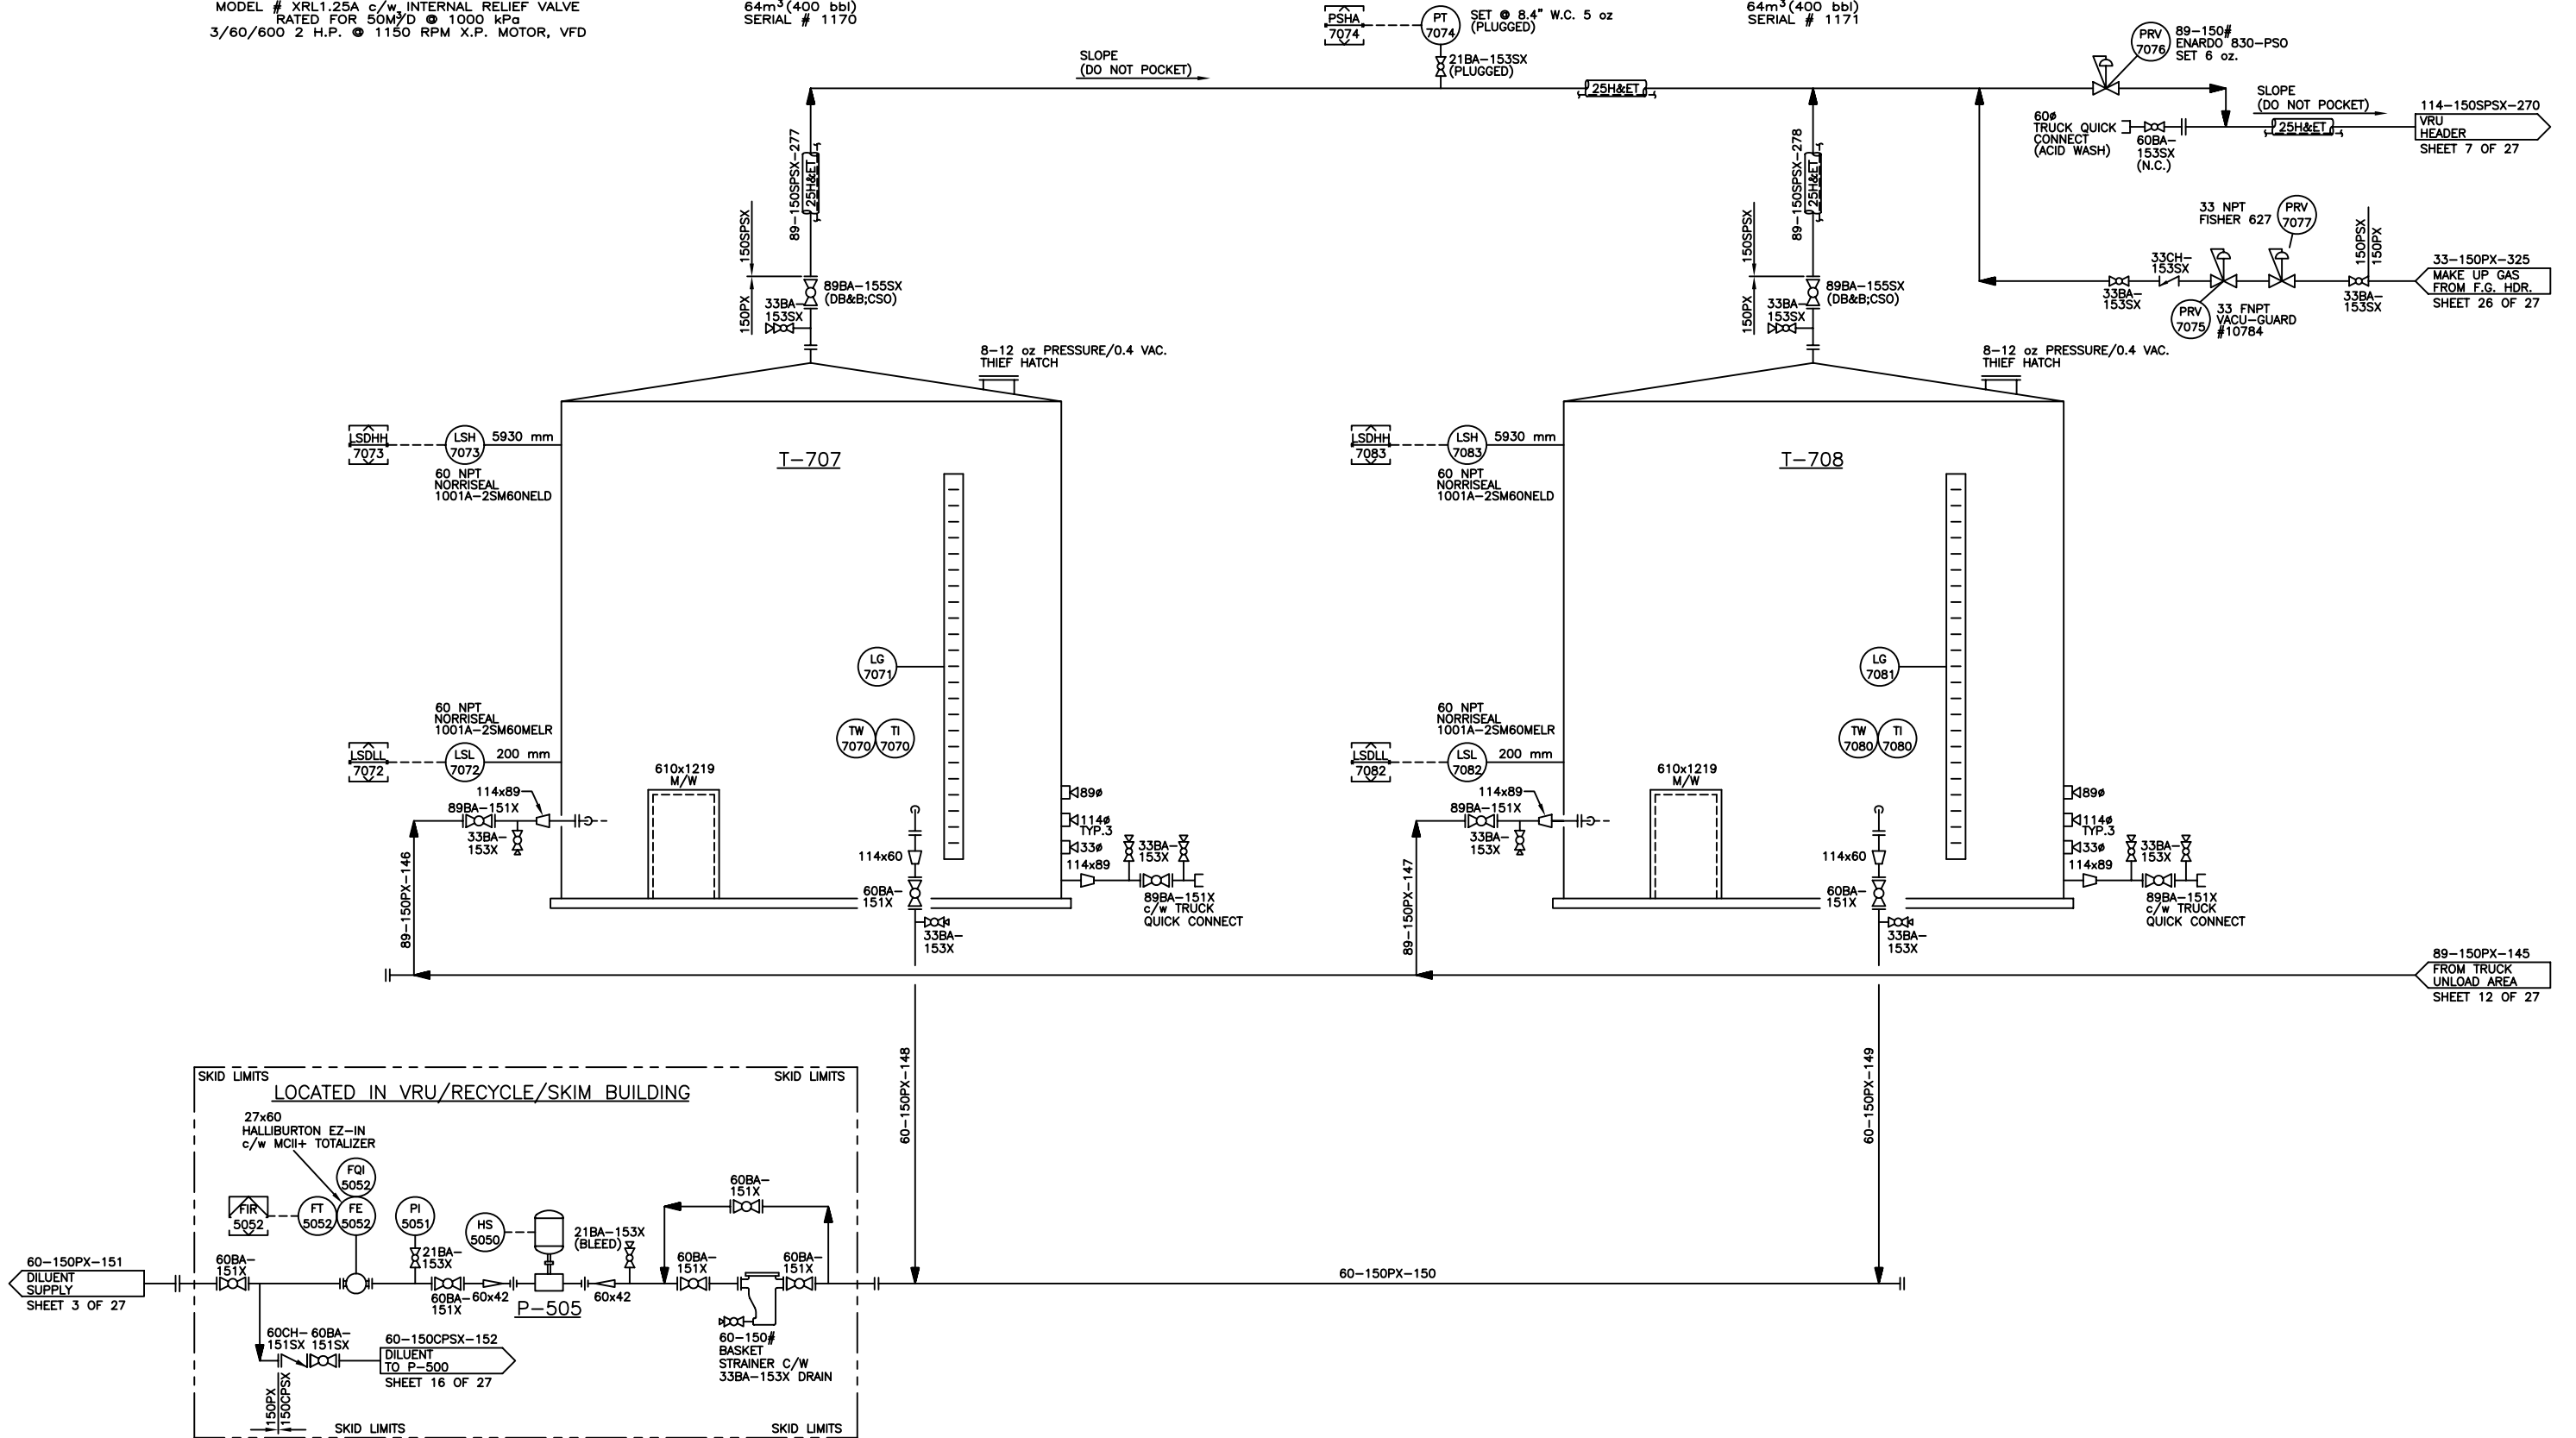 MODEL # XRL1.25A c/w INTERNAL RELIEF VALVE
RATED FOR 50M³/D @ 1000 kPa
3/60/600 2 H.P. @ 1150 RPM X.P. MOTOR, VFD
64m³(400 bbl)
SERIAL # 1170
PSHA
7074
PT
7074
SET @ 8.4" W.C. 5 oz
(PLUGGED)
21BA-153SX
(PLUGGED)
64m³(400 bbl)
SERIAL # 1171
PRV
7076
89-150#
ENARDO 830-PSO
SET 6 oz.
SLOPE
(DO NOT POCKET)
25H&ET
SLOPE
(DO NOT POCKET)
25H&ET
114-150SPSX-270
VRU
HEADER
SHEET 7 OF 27
60ø
TRUCK QUICK
CONNECT
(ACID WASH)
60BA-
153SX
(N.C.)
89-150SPSX-277
25H&ET
150SPSX
150PX
89BA-155SX
(DB&B;CSO)
33BA-
153SX
89-150SPSX-278
25H&ET
150SPSX
150PX
89BA-155SX
(DB&B;CSO)
33BA-
153SX
33 NPT
FISHER 627
PRV
7077
150PSX
150PX
33CH-
153SX
33BA-
153SX
PRV
7075
33 FNPT
VACU-GUARD
#10784
33BA-
153SX
33-150PX-325
MAKE UP GAS
FROM F.G. HDR.
SHEET 26 OF 27
8-12 oz PRESSURE/0.4 VAC.
THIEF HATCH
8-12 oz PRESSURE/0.4 VAC.
THIEF HATCH
LSDHH
7073
LSH
7073
5930 mm
60 NPT
NORRISEAL
1001A-2SM60NELD
T-707
LG
7071
TW
7070
TI
7070
60 NPT
NORRISEAL
1001A-2SM60MELR
LSDLL
7072
LSL
7072
200 mm
610x1219
M/W
114x89
89BA-151X
33BA-
153X
89-150PX-146
114x60
60BA-
151X
33BA-
153X
89ø
114ø
TYP.3
33ø
114x89
33BA-
153X
89BA-151X
c/w TRUCK
QUICK CONNECT
LSDHH
7083
LSH
7083
5930 mm
60 NPT
NORRISEAL
1001A-2SM60NELD
T-708
LG
7081
TW
7080
TI
7080
60 NPT
NORRISEAL
1001A-2SM60MELR
LSDLL
7082
LSL
7082
200 mm
610x1219
M/W
114x89
89BA-151X
33BA-
153X
89-150PX-147
114x60
60BA-
151X
33BA-
153X
89ø
114ø
TYP.3
33ø
114x89
33BA-
153X
89BA-151X
c/w TRUCK
QUICK CONNECT
89-150PX-145
FROM TRUCK
UNLOAD AREA
SHEET 12 OF 27
60-150PX-148
60-150PX-149
SKID LIMITS
SKID LIMITS
LOCATED IN VRU/RECYCLE/SKIM BUILDING
27x60
HALLIBURTON EZ-IN
c/w MCII+ TOTALIZER
FQI
5052
FIR
5052
FT
5052
FE
5052
PI
5051
HS
5050
21BA-153X
(BLEED)
60BA-
151X
60-150PX-151
DILUENT
SUPPLY
SHEET 3 OF 27
60BA-
151X
21BA-
153X
60BA-
151X
60x42
P-505
60x42
60BA-
151X
60BA-
151X
60-150PX-150
60-150#
BASKET
STRAINER C/W
33BA-153X DRAIN
60CH-
151SX
60BA-
151SX
60-150CPSX-152
DILUENT
TO P-500
SHEET 16 OF 27
150PX
150CPSX
SKID LIMITS
SKID LIMITS